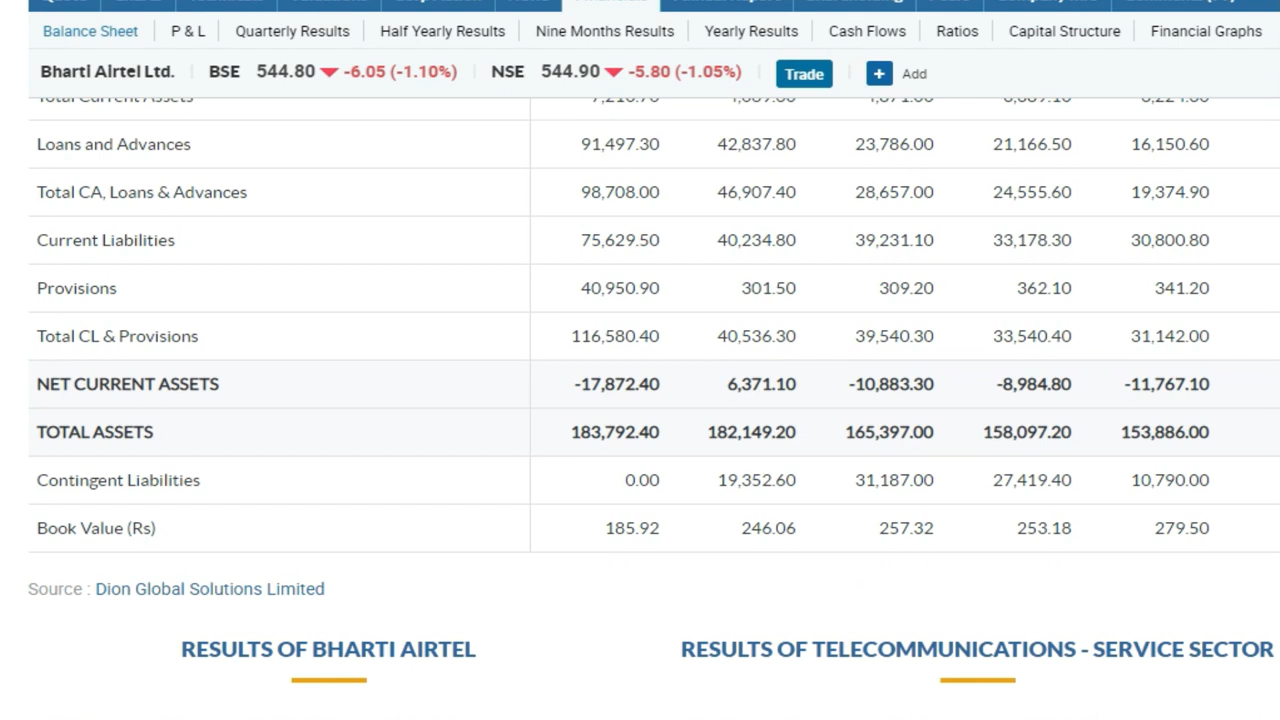 Balance Sheet P & L Quarterly Results Half Yearly Results Nine Months Results Yearly Results Cash Flows Ratios Capital Structure Financial Graphs
Bharti Airtel Ltd. BSE 544.80 -6.05 (-1.10%) NSE 544.90 -5.80 (-1.05%) Trade + Add
Total Current Assets
Loans and Advances 91,497.30 42,837.80 23,786.00 21,166.50 16,150.60
Total CA, Loans & Advances 98,708.00 46,907.40 28,657.00 24,555.60 19,374.90
Current Liabilities 75,629.50 40,234.80 39,231.10 33,178.30 30,800.80
Provisions 40,950.90 301.50 309.20 362.10 341.20
Total CL & Provisions 116,580.40 40,536.30 39,540.30 33,540.40 31,142.00
NET CURRENT ASSETS -17,872.40 6,371.10 -10,883.30 -8,984.80 -11,767.10
TOTAL ASSETS 183,792.40 182,149.20 165,397.00 158,097.20 153,886.00
Contingent Liabilities 0.00 19,352.60 31,187.00 27,419.40 10,790.00
Book Value (Rs) 185.92 246.06 257.32 253.18 279.50
Source : Dion Global Solutions Limited
RESULTS OF BHARTI AIRTEL RESULTS OF TELECOMMUNICATIONS - SERVICE SECTOR